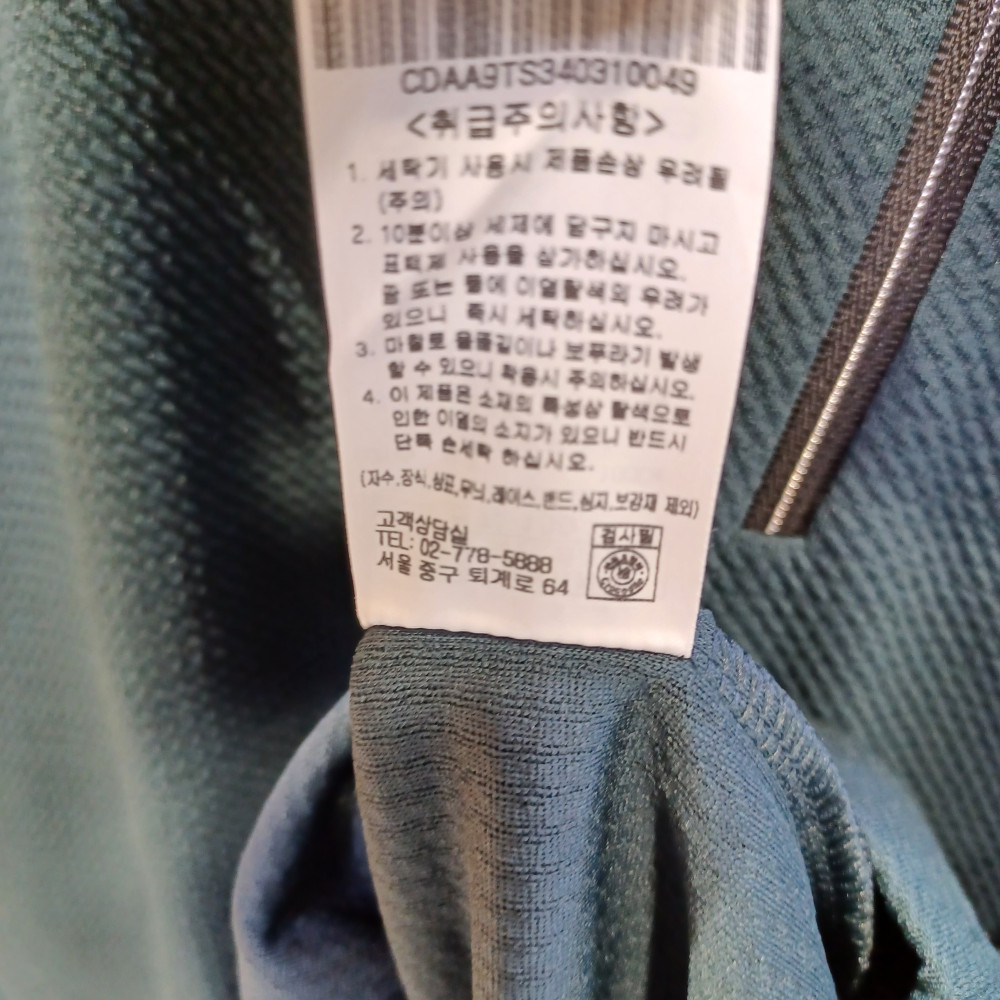 CDAA9TS340310049
<취급주의사항>
1. 세탁기 사용시 제품손상 우려됨
(주의)
2. 10분이상 세제에 담구지 마시고
표백제 사용을 삼가하십시오.
땀 또는 물에 이염탈색의 우려가
있으니 즉시 세탁하십시오.
3. 마찰로 올뜯김이나 보푸라기 발생
할 수 있으니 착용시 주의하십시오.
4. 이 제품은 소재의 특성상 탈색으로
인한 이염의 소지가 있으니 반드시
단독 손세탁 하십시오.
(자수,장식,상표,무늬,레이스,밴드,심지,보강재 제외)
고객상담실
TEL: 02-778-5888
서울 중구 퇴계로 64
검사필